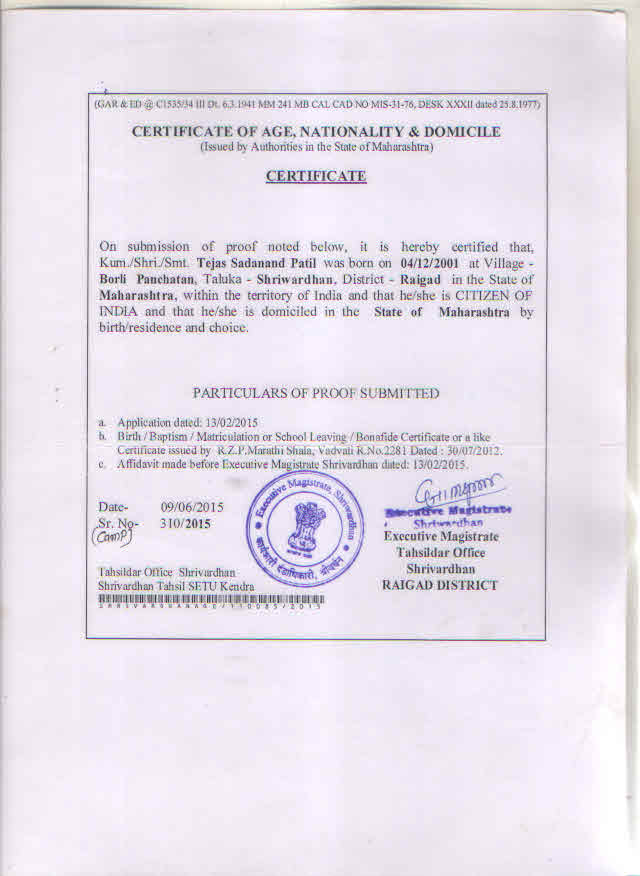 (GAR & ED @ C1535/34 III Dt. 6.3.1941 MM 241 MB CAL CAD NO MIS-31-76, DESK XXXII dated 25.8.1977)
CERTIFICATE OF AGE, NATIONALITY & DOMICILE
(Issued by Authorities in the State of Maharashtra)
CERTIFICATE
On submission of proof noted below, it is hereby certified that,
Kum./Shri./Smt. Tejas Sadanand Patil was born on 04/12/2001 at Village -
Borli Panchatan, Taluka - Shriwardhan, District - Raigad in the State of
Maharashtra, within the territory of India and that he/she is CITIZEN OF
INDIA and that he/she is domiciled in the State of Maharashtra by
birth/residence and choice.
PARTICULARS OF PROOF SUBMITTED
a. Application dated: 13/02/2015
b. Birth / Baptism / Matriculation or School Leaving / Bonafide Certificate or a like
Certificate issued by R.Z.P.Marathi Shala, Vadvali R.No.2281 Dated : 30/07/2012.
c. Affidavit made before Executive Magistrate Shrivardhan dated: 13/02/2015.
Date- 09/06/2015
Sr. No- 310/2015
(Camp)
Executive Magistrate, Shrivardhan
कार्यकारी दंडाधिकारी, श्रीवर्धन
Executive Magistrate
Shriwardhan
Executive Magistrate
Tahsildar Office
Shrivardhan
RAIGAD DISTRICT
Tahsildar Office Shrivardhan
Shrivardhan Tahsil SETU Kendra